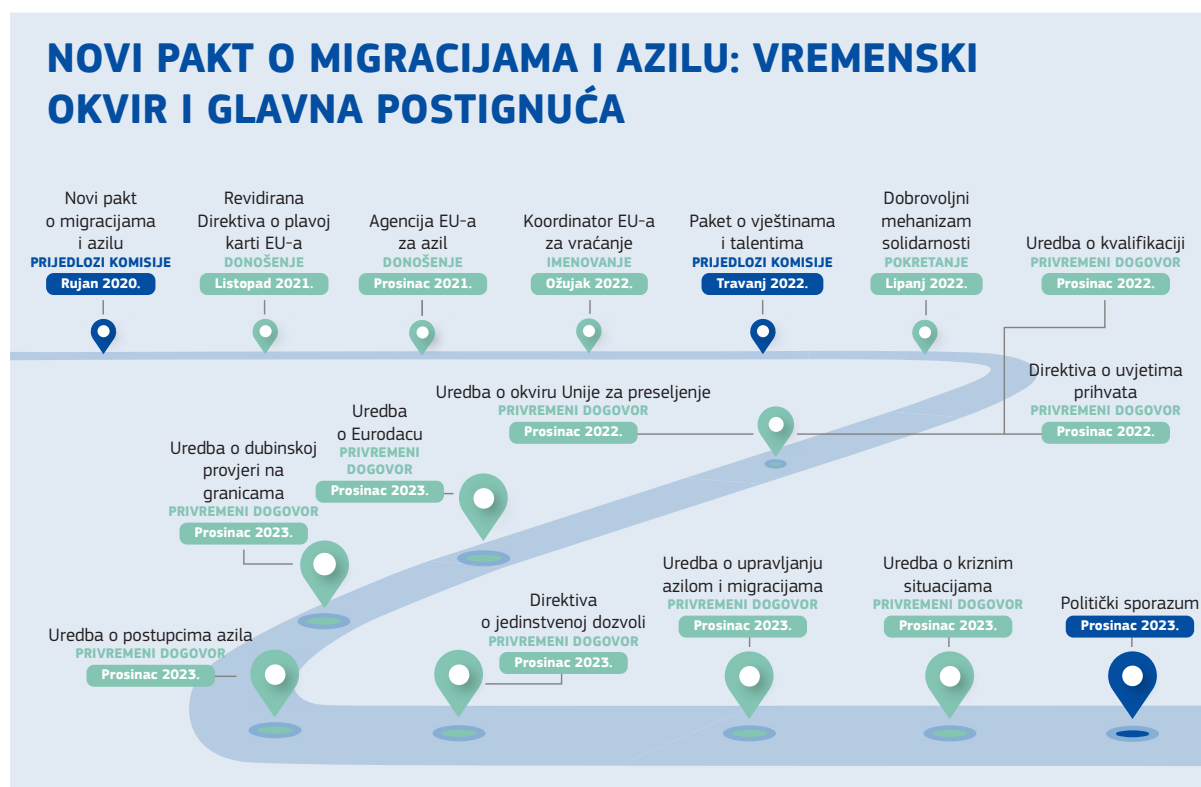 NOVI PAKT O MIGRACIJAMA I AZILU: VREMENSKI
OKVIR I GLAVNA POSTIGNUĆA
Novi pakt
o migracijama
i azilu
PRIJEDLOZI KOMISIJE
Rujan 2020.
Revidirana
Direktiva o plavoj
karti EU-a
DONOŠENJE
Listopad 2021.
Agencija EU-a
za azil
DONOŠENJE
Prosinac 2021.
Koordinator EU-a
za vraćanje
IMENOVANJE
Ožujak 2022.
Paket o vještinama
i talentima
PRIJEDLOZI KOMISIJE
Travanj 2022.
Dobrovoljni
mehanizam
solidarnosti
POKRETANJE
Lipanj 2022.
Uredba o kvalifikaciji
PRIVREMENI DOGOVOR
Prosinac 2022.
Direktiva o uvjetima
prihvata
PRIVREMENI DOGOVOR
Prosinac 2022.
Uredba o okviru Unije za preseljenje
PRIVREMENI DOGOVOR
Prosinac 2022.
Uredba
o Eurodacu
PRIVREMENI
DOGOVOR
Prosinac 2023.
Uredba o dubinskoj
provjeri na
granicama
PRIVREMENI DOGOVOR
Prosinac 2023.
Uredba o postupcima azila
PRIVREMENI DOGOVOR
Prosinac 2023.
Direktiva
o jedinstvenoj dozvoli
PRIVREMENI DOGOVOR
Prosinac 2023.
Uredba o upravljanju
azilom i migracijama
PRIVREMENI DOGOVOR
Prosinac 2023.
Uredba o kriznim
situacijama
PRIVREMENI DOGOVOR
Prosinac 2023.
Politički sporazum
Prosinac 2023.